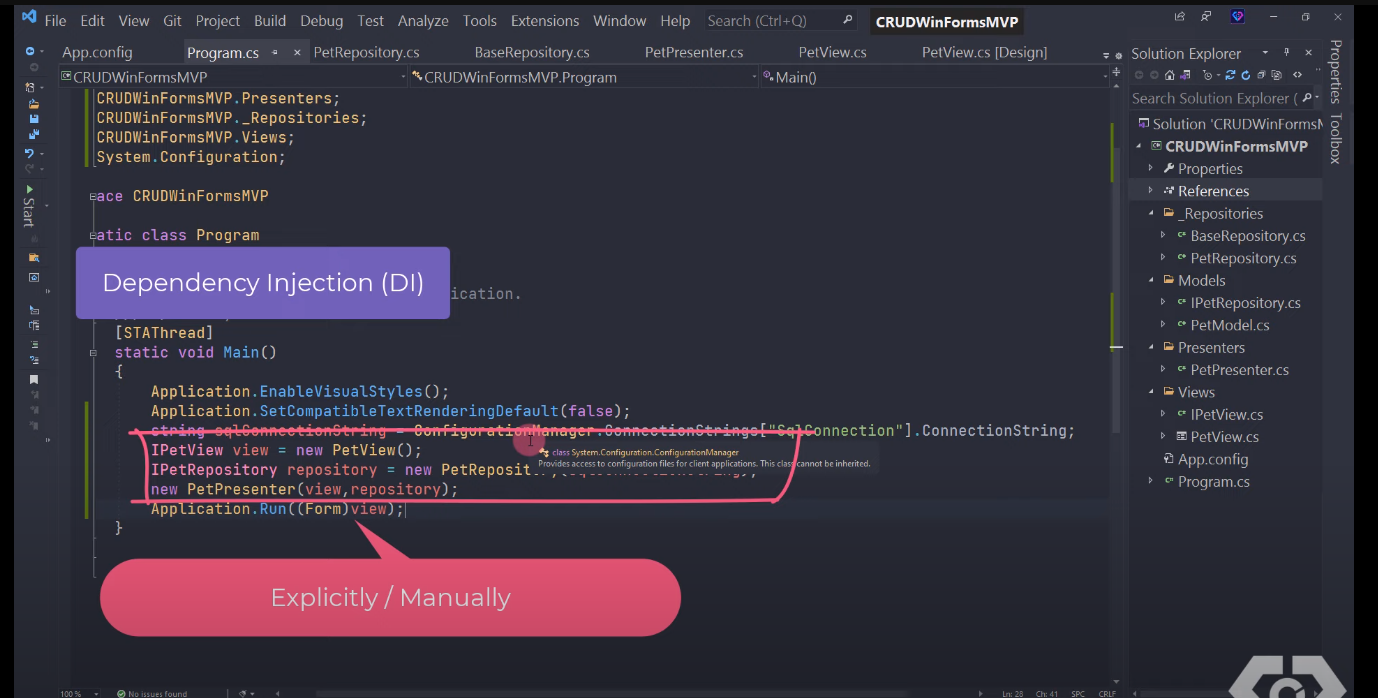 File Edit View Git Project Build Debug Test Analyze Tools Extensions Window Help Search (Ctrl+Q) CRUDWinFormsMVP
App.config Program.cs PetRepository.cs BaseRepository.cs PetPresenter.cs PetView.cs PetView.cs [Design]
CRUDWinFormsMVP CRUDWinFormsMVP.Program Main()
CRUDWinFormsMVP.Presenters;
CRUDWinFormsMVP._Repositories;
CRUDWinFormsMVP.Views;
System.Configuration;
ace CRUDWinFormsMVP
atic class Program
Dependency Injection (DI)
ication.
[STAThread]
static void Main()
{
Application.EnableVisualStyles();
Application.SetCompatibleTextRenderingDefault(false);
string sqlConnectionString = ConfigurationManager.ConnectionStrings["SqlConnection"].ConnectionString;
IPetView view = new PetView();
class System.Configuration.ConfigurationManager
Provides access to configuration files for client applications. This class cannot be inherited.
IPetRepository repository = new PetReposit
new PetPresenter(view,repository);
Application.Run((Form)view);
}
Explicitly / Manually
Start
100 % No issues found Ln: 28 Ch: 41 SPC CRLF
Solution Explorer
Search Solution Explorer (
Solution 'CRUDWinFormsM
CRUDWinFormsMVP
Properties
References
_Repositories
BaseRepository.cs
PetRepository.cs
Models
IPetRepository.cs
PetModel.cs
Presenters
PetPresenter.cs
Views
IPetView.cs
PetView.cs
App.config
Program.cs
Properties
Toolbox